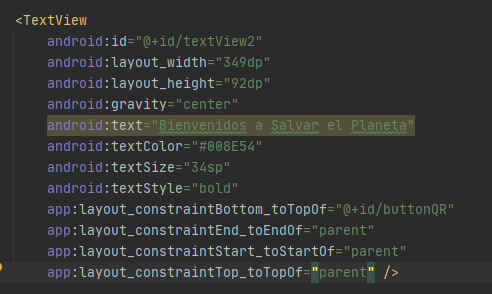 <TextView
android:id="@+id/textView2"
android:layout_width="349dp"
android:layout_height="92dp"
android:gravity="center"
android:text="Bienvenidos a Salvar el Planeta"
android:textColor="#008E54"
android:textSize="34sp"
android:textStyle="bold"
app:layout_constraintBottom_toTopOf="@+id/buttonQR"
app:layout_constraintEnd_toEndOf="parent"
app:layout_constraintStart_toStartOf="parent"
app:layout_constraintTop_toTopOf="parent" />